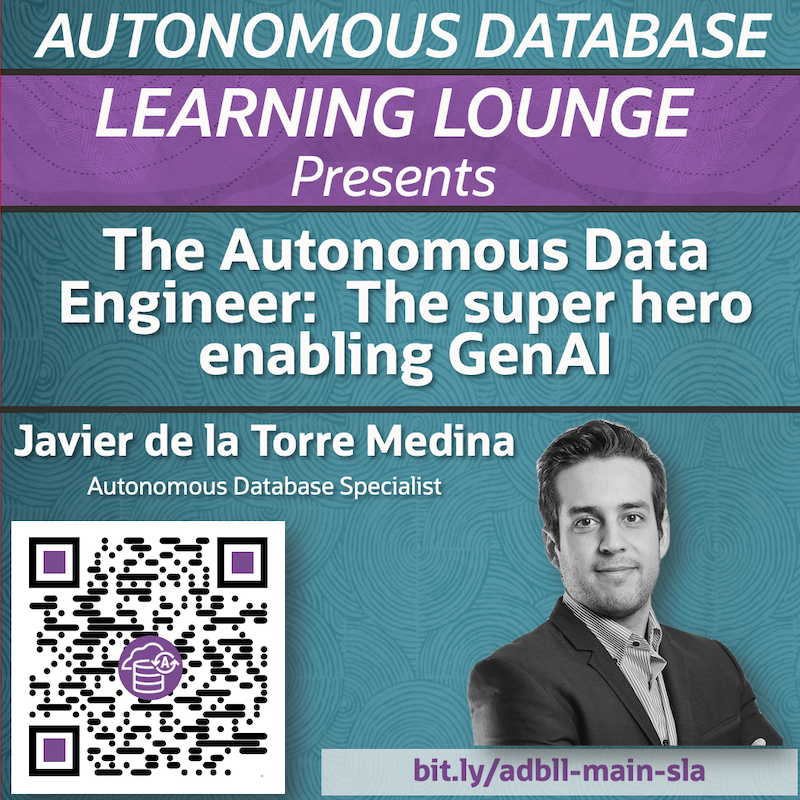 AUTONOMOUS DATABASE
LEARNING LOUNGE
Presents
The Autonomous Data
Engineer:  The super hero
enabling GenAI
Javier de la Torre Medina
Autonomous Database Specialist
A
bit.ly/adbll-main-sla